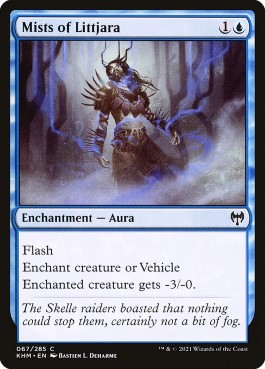 Mists of Littjara 1
Enchantment — Aura
Flash
Enchant creature or Vehicle
Enchanted creature gets -3/-0.
The Skelle raiders boasted that nothing
could stop them, certainly not a bit of fog.
067/285 C
KHM • EN Bastien L. Deharme
™ & © 2021 Wizards of the Coast